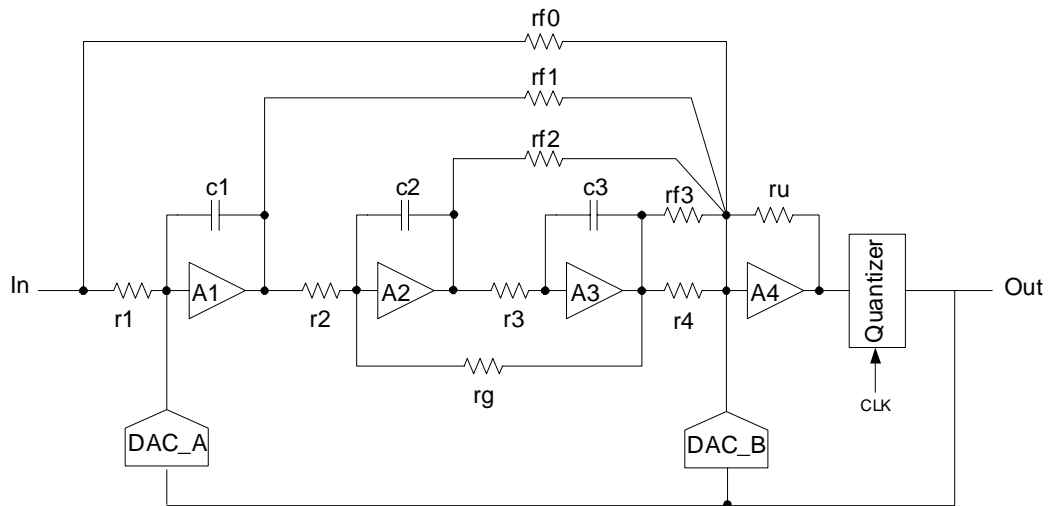 rf0
rf1
rf2
c1
c2
c3
rf3
ru
In
A1
A2
A3
A4
Quantizer
Out
r1
r2
r3
r4
rg
CLK
DAC_A
DAC_B